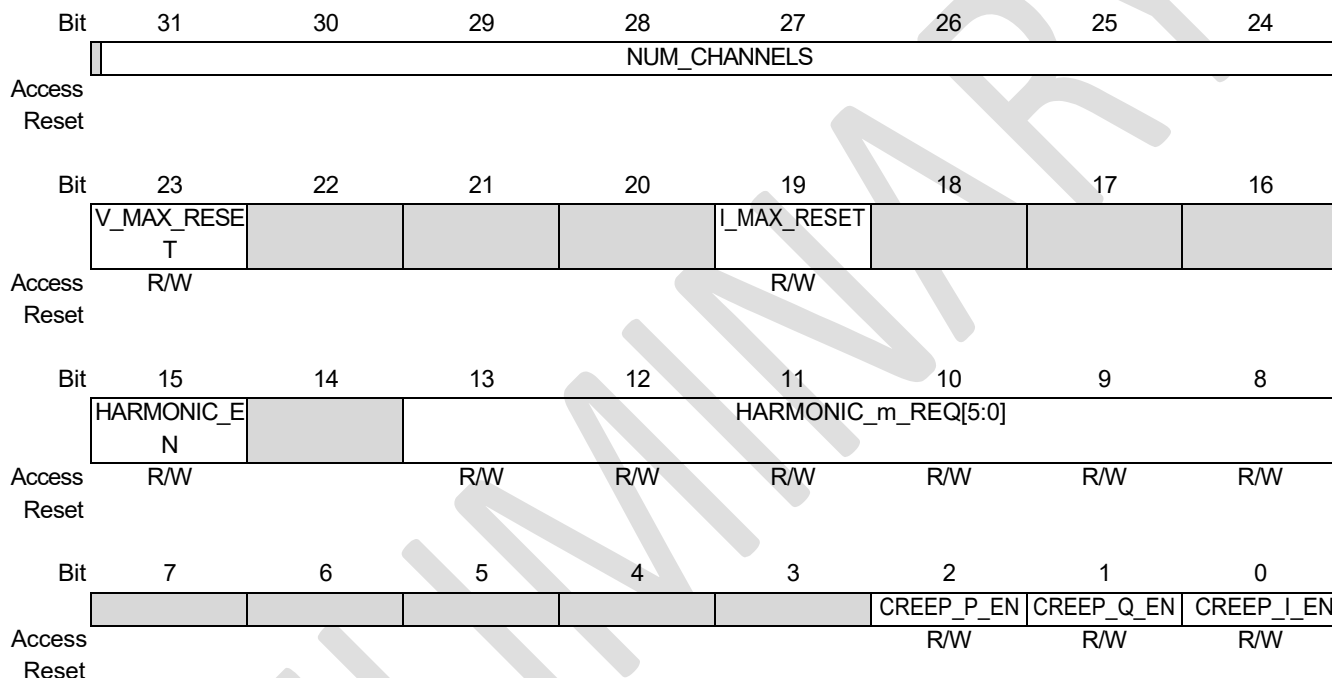 Bit 31 30 29 28 27 26 25 24
NUM_CHANNELS
Access
Reset
Bit 23 22 21 20 19 18 17 16
V_MAX_RESE I_MAX_RESET
T
Access R/W R/W
Reset
Bit 15 14 13 12 11 10 9 8
HARMONIC_E HARMONIC_m_REQ[5:0]
N
Access R/W R/W R/W R/W R/W R/W R/W
Reset
Bit 7 6 5 4 3 2 1 0
CREEP_P_EN CREEP_Q_EN CREEP_I_EN
Access R/W R/W R/W
Reset